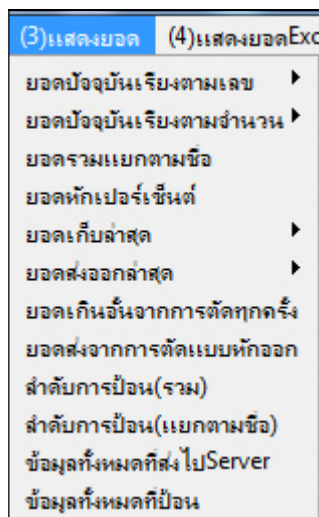 (3)แสดงยอด (4)แสดงยอดExc
ยอดปัจจุบันเรียงตามเลข
ยอดปัจจุบันเรียงตามจำนวน
ยอดรวมแยกตามชื่อ
ยอดหักเปอร์เซ็นต์
ยอดเก็บล่าสุด
ยอดส่งออกล่าสุด
ยอดเกินอั้นจากการตัดทุกครั้ง
ยอดส่งจากการตัดแบบหักออก
ลำดับการป้อน(รวม)
ลำดับการป้อน(แยกตามชื่อ)
ข้อมูลทั้งหมดที่ส่งไปServer
ข้อมูลทั้งหมดที่ป้อน